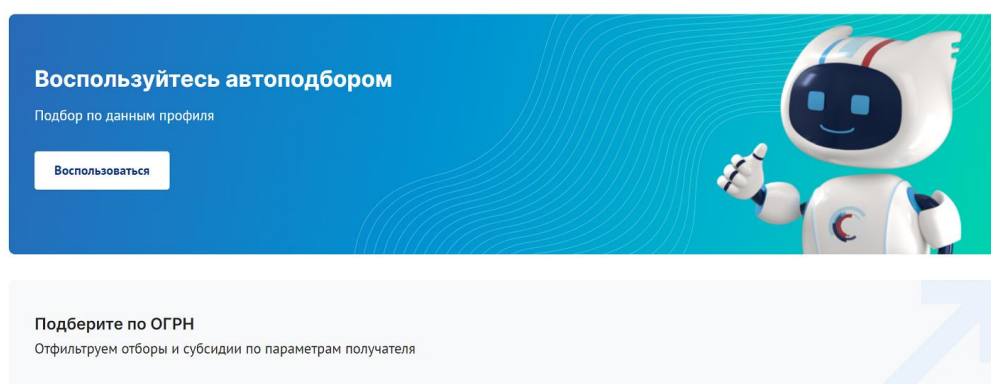 Воспользуйтесь автоподбором
Подбор по данным профиля
Воспользоваться
Подберите по ОГРН
Отфильтруем отборы и субсидии по параметрам получателя